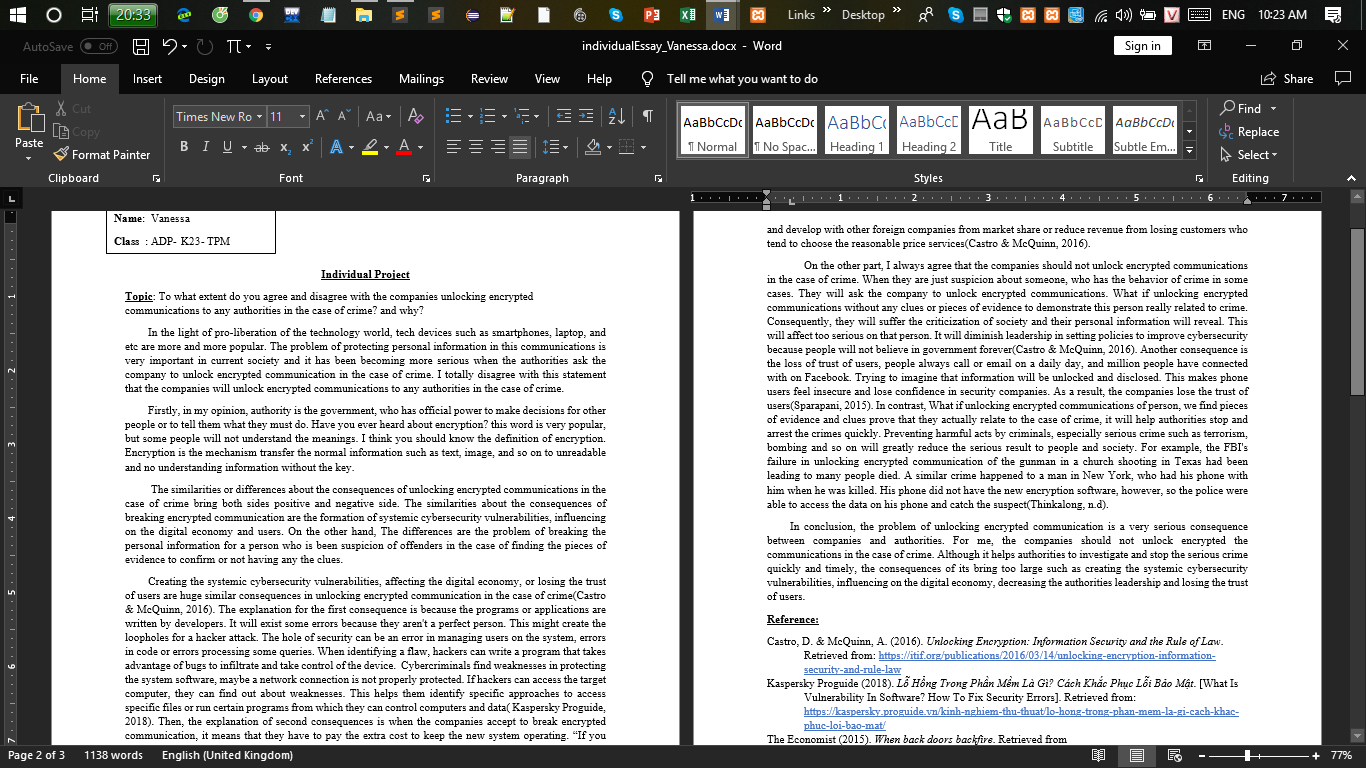 20:33
Links
Desktop
ENG
10:23 AM
AutoSave
Off
individualEssay_Vanessa.docx - Word
Sign in
File Home Insert Design Layout References Mailings Review View Help Tell me what you want to do Share
Paste
Cut
Copy
Format Painter
Times New Ro 11
AaBbCcDc AaBbCcDc AaBbCc AaBbCcD AaB AaBbCcD AaBbCcDc
¶ Normal ¶ No Spac... Heading 1 Heading 2 Title Subtitle Subtle Em...
Find
Replace
Select
Clipboard Font Paragraph Styles Editing
Name: Vanessa
Class : ADP- K23- TPM
Individual Project
Topic: To what extent do you agree and disagree with the companies unlocking encrypted
communications to any authorities in the case of crime? and why?
In the light of pro-liberation of the technology world, tech devices such as smartphones, laptop, and
etc are more and more popular. The problem of protecting personal information in this communications is
very important in current society and it has been becoming more serious when the authorities ask the
company to unlock encrypted communication in the case of crime. I totally disagree with this statement
that the companies will unlock encrypted communications to any authorities in the case of crime.
Firstly, in my opinion, authority is the government, who has official power to make decisions for other
people or to tell them what they must do. Have you ever heard about encryption? this word is very popular,
but some people will not understand the meanings. I think you should know the definition of encryption.
Encryption is the mechanism transfer the normal information such as text, image, and so on to unreadable
and no understanding information without the key.
The similarities or differences about the consequences of unlocking encrypted communications in the
case of crime bring both sides positive and negative side. The similarities about the consequences of
breaking encrypted communication are the formation of systemic cybersecurity vulnerabilities, influencing
on the digital economy and users. On the other hand, The differences are the problem of breaking the
personal information for a person who is been suspicion of offenders in the case of finding the pieces of
evidence to confirm or not having any the clues.
Creating the systemic cybersecurity vulnerabilities, affecting the digital economy, or losing the trust
of users are huge similar consequences in unlocking encrypted communication in the case of crime(Castro
& McQuinn, 2016). The explanation for the first consequence is because the programs or applications are
written by developers. It will exist some errors because they aren't a perfect person. This might create the
loopholes for a hacker attack. The hole of security can be an error in managing users on the system, errors
in code or errors processing some queries. When identifying a flaw, hackers can write a program that takes
advantage of bugs to infiltrate and take control of the device. Cybercriminals find weaknesses in protecting
the system software, maybe a network connection is not properly protected. If hackers can access the target
computer, they can find out about weaknesses. This helps them identify specific approaches to access
specific files or run certain programs from which they can control computers and data( Kaspersky Proguide,
2018). Then, the explanation of second consequences is when the companies accept to break encrypted
communication, it means that they have to pay the extra cost to keep the new system operating. “If you
and develop with other foreign companies from market share or reduce revenue from losing customers who
tend to choose the reasonable price services(Castro & McQuinn, 2016).
On the other part, I always agree that the companies should not unlock encrypted communications
in the case of crime. When they are just suspicion about someone, who has the behavior of crime in some
cases. They will ask the company to unlock encrypted communications. What if unlocking encrypted
communications without any clues or pieces of evidence to demonstrate this person really related to crime.
Consequently, they will suffer the criticization of society and their personal information will reveal. This
will affect too serious on that person. It will diminish leadership in setting policies to improve cybersecurity
because people will not believe in government forever(Castro & McQuinn, 2016). Another consequence is
the loss of trust of users, people always call or email on a daily day, and million people have connected
with on Facebook. Trying to imagine that information will be unlocked and disclosed. This makes phone
users feel insecure and lose confidence in security companies. As a result, the companies lose the trust of
users(Sparapani, 2015). In contrast, What if unlocking encrypted communications of person, we find pieces
of evidence and clues prove that they actually relate to the case of crime, it will help authorities stop and
arrest the crimes quickly. Preventing harmful acts by criminals, especially serious crime such as terrorism,
bombing and so on will greatly reduce the serious result to people and society. For example, the FBI's
failure in unlocking encrypted communication of the gunman in a church shooting in Texas had been
leading to many people died. A similar crime happened to a man in New York, who had his phone with
him when he was killed. His phone did not have the new encryption software, however, so the police were
able to access the data on his phone and catch the suspect(Thinkalong, n.d).
In conclusion, the problem of unlocking encrypted communication is a very serious consequence
between companies and authorities. For me, the companies should not unlock encrypted the
communications in the case of crime. Although it helps authorities to investigate and stop the serious crime
quickly and timely, the consequences of its bring too large such as creating the systemic cybersecurity
vulnerabilities, influencing on the digital economy, decreasing the authorities leadership and losing the trust
of users.
Reference:
Castro, D. & McQuinn, A. (2016). Unlocking Encryption: Information Security and the Rule of Law.
Retrieved from: https://itif.org/publications/2016/03/14/unlocking-encryption-information-
security-and-rule-law
Kaspersky Proguide (2018). Lỗ Hổng Trong Phần Mềm Là Gì? Cách Khắc Phục Lỗi Bảo Mật. [What Is
Vulnerability In Software? How To Fix Security Errors]. Retrieved from:
https://kaspersky.proguide.vn/kinh-nghiem-thu-thuat/lo-hong-trong-phan-mem-la-gi-cach-khac-
phuc-loi-bao-mat/
The Economist (2015). When back doors backfire. Retrieved from
Page 2 of 3 1138 words English (United Kingdom) 77%